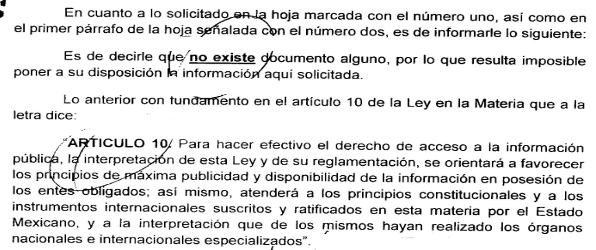 En cuanto a lo solicitado en la hoja marcada con el número uno, así como en
el primer párrafo de la hoja señalada con el número dos, es de informarle lo siguiente:
Es de decirle que no existe documento alguno, por lo que resulta imposible
poner a su disposición la información aquí solicitada.
Lo anterior con fundamento en el artículo 10 de la Ley en la Materia que a la
letra dice:
"ARTICULO 10. Para hacer efectivo el derecho de acceso a la información
pública, la interpretación de esta Ley y de su reglamentación, se orientará a favorecer
los principios de máxima publicidad y disponibilidad de la información en posesión de
los entes obligados; así mismo, atenderá a los principios constitucionales y a los
instrumentos internacionales suscritos y ratificados en esta materia por el Estado
Mexicano, y a la interpretación que de los mismos hayan realizado los órganos
nacionales e internacionales especializados".